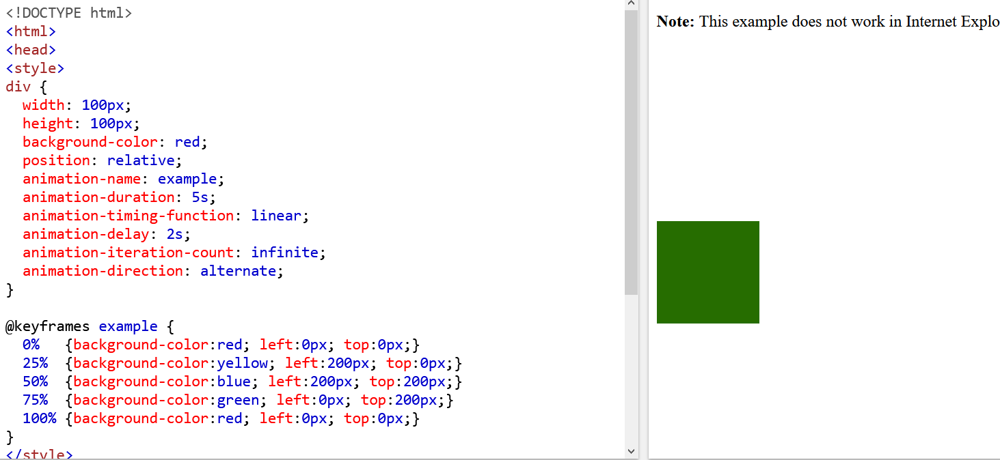 <!DOCTYPE html>
<html>
<head>
<style>
div {
  width: 100px;
  height: 100px;
  background-color: red;
  position: relative;
  animation-name: example;
  animation-duration: 5s;
  animation-timing-function: linear;
  animation-delay: 2s;
  animation-iteration-count: infinite;
  animation-direction: alternate;
}

@keyframes example {
  0%   {background-color:red; left:0px; top:0px;}
  25%  {background-color:yellow; left:200px; top:0px;}
  50%  {background-color:blue; left:200px; top:200px;}
  75%  {background-color:green; left:0px; top:200px;}
  100% {background-color:red; left:0px; top:0px;}
}
</style>
Note: This example does not work in Internet Explo